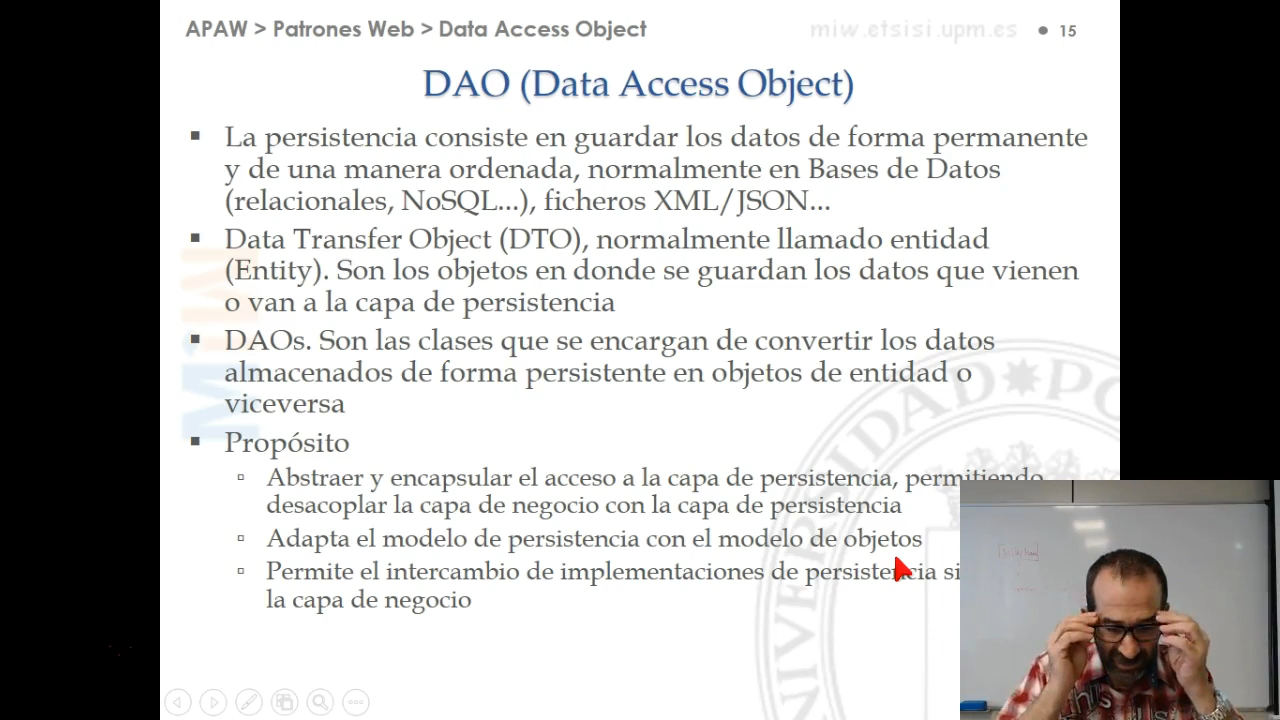 APAW > Patrones Web > Data Access Object
miw.etsisi.upm.es
15
DAO (Data Access Object)
La persistencia consiste en guardar los datos de forma permanente
y de una manera ordenada, normalmente en Bases de Datos
(relacionales, NoSQL...), ficheros XML/JSON...
Data Transfer Object (DTO), normalmente llamado entidad
(Entity). Son los objetos en donde se guardan los datos que vienen
o van a la capa de persistencia
DAOs. Son las clases que se encargan de convertir los datos
almacenados de forma persistente en objetos de entidad o
viceversa
Propósito
Abstraer y encapsular el acceso a la capa de persistencia, permitiendo
desacoplar la capa de negocio con la capa de persistencia
Adapta el modelo de persistencia con el modelo de objetos
Permite el intercambio de implementaciones de persistencia si
la capa de negocio
MIW
UNIVERSIDAD PO